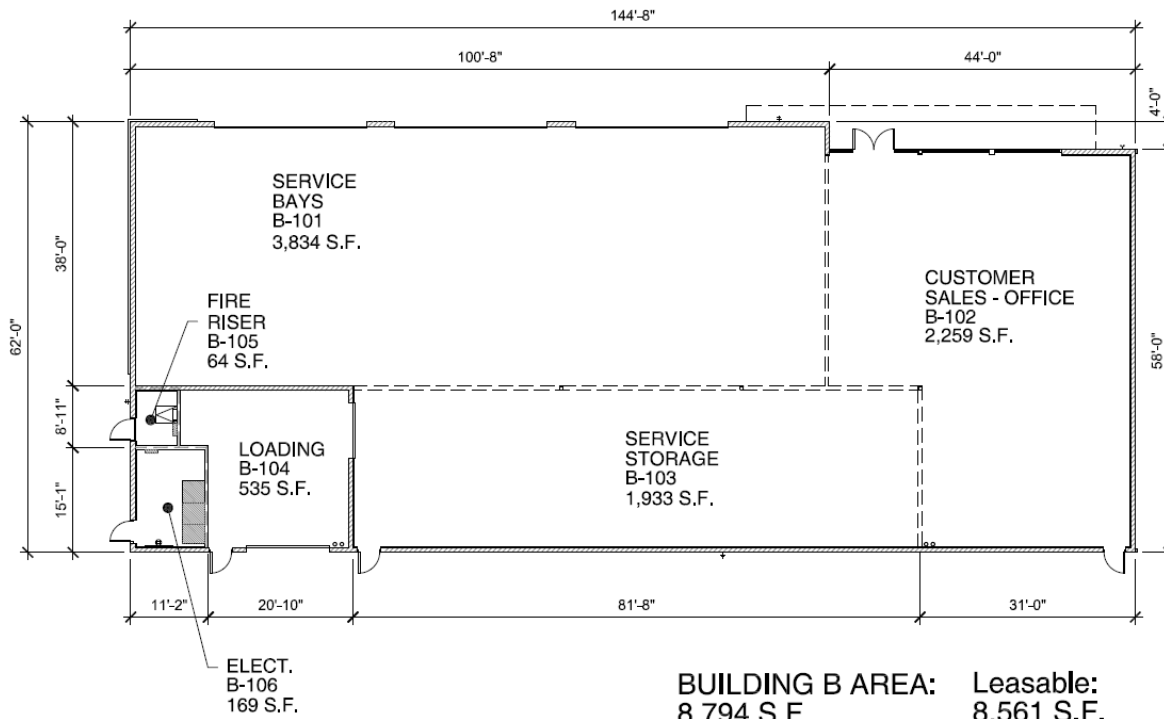 144'-8"
100'-8"
44'-0"
4'-0"
SERVICE
BAYS
B-101
3,834 S.F.
38'-0"
62'-0"
CUSTOMER
SALES - OFFICE
B-102
2,259 S.F.
58'-0"
FIRE
RISER
B-105
64 S.F.
8'-11"
LOADING
B-104
535 S.F.
SERVICE
STORAGE
B-103
1,933 S.F.
15'-1"
11'-2"
20'-10"
81'-8"
31'-0"
ELECT.
B-106
169 S.F.
BUILDING B AREA:
8,794 S.F.
Leasable:
8,561 S.F.